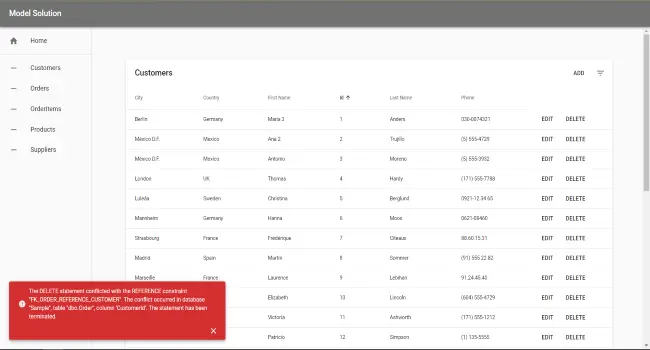 Model Solution
Home
Customers
Orders
OrderItems
Products
Suppliers
Customers
ADD
City Country First Name Id Last Name Phone
Berlin Germany Maria 3 1 Anders 030-0074321 EDIT DELETE
México D.F. Mexico Ana 2 2 Trujillo (5) 555-4729 EDIT DELETE
México D.F. Mexico Antonio 3 Moreno (5) 555-3932 EDIT DELETE
London UK Thomas 4 Hardy (171) 555-7788 EDIT DELETE
Luleåa Sweden Christina 5 Berglund 0921-12 34 65 EDIT DELETE
Mannheim Germany Hanna 6 Moos 0621-08460 EDIT DELETE
Strasbourg France Frédérique 7 Citeaux 88.60.15.31 EDIT DELETE
Madrid Spain Martín 8 Sommer (91) 555 22 82 EDIT DELETE
Marseille France Laurence 9 Lebihan 91.24.45.40 EDIT DELETE
Elizabeth 10 Lincoln (604) 555-4729 EDIT DELETE
Victoria 11 Ashworth (171) 555-1212 EDIT DELETE
Patricio 12 Simpson (1) 135-5555 EDIT DELETE
The DELETE statement conflicted with the REFERENCE constraint
"FK_ORDER_REFERENCE_CUSTOMER". The conflict occurred in database
"Sample", table "dbo.Order", column 'CustomerId'. The statement has been
terminated.